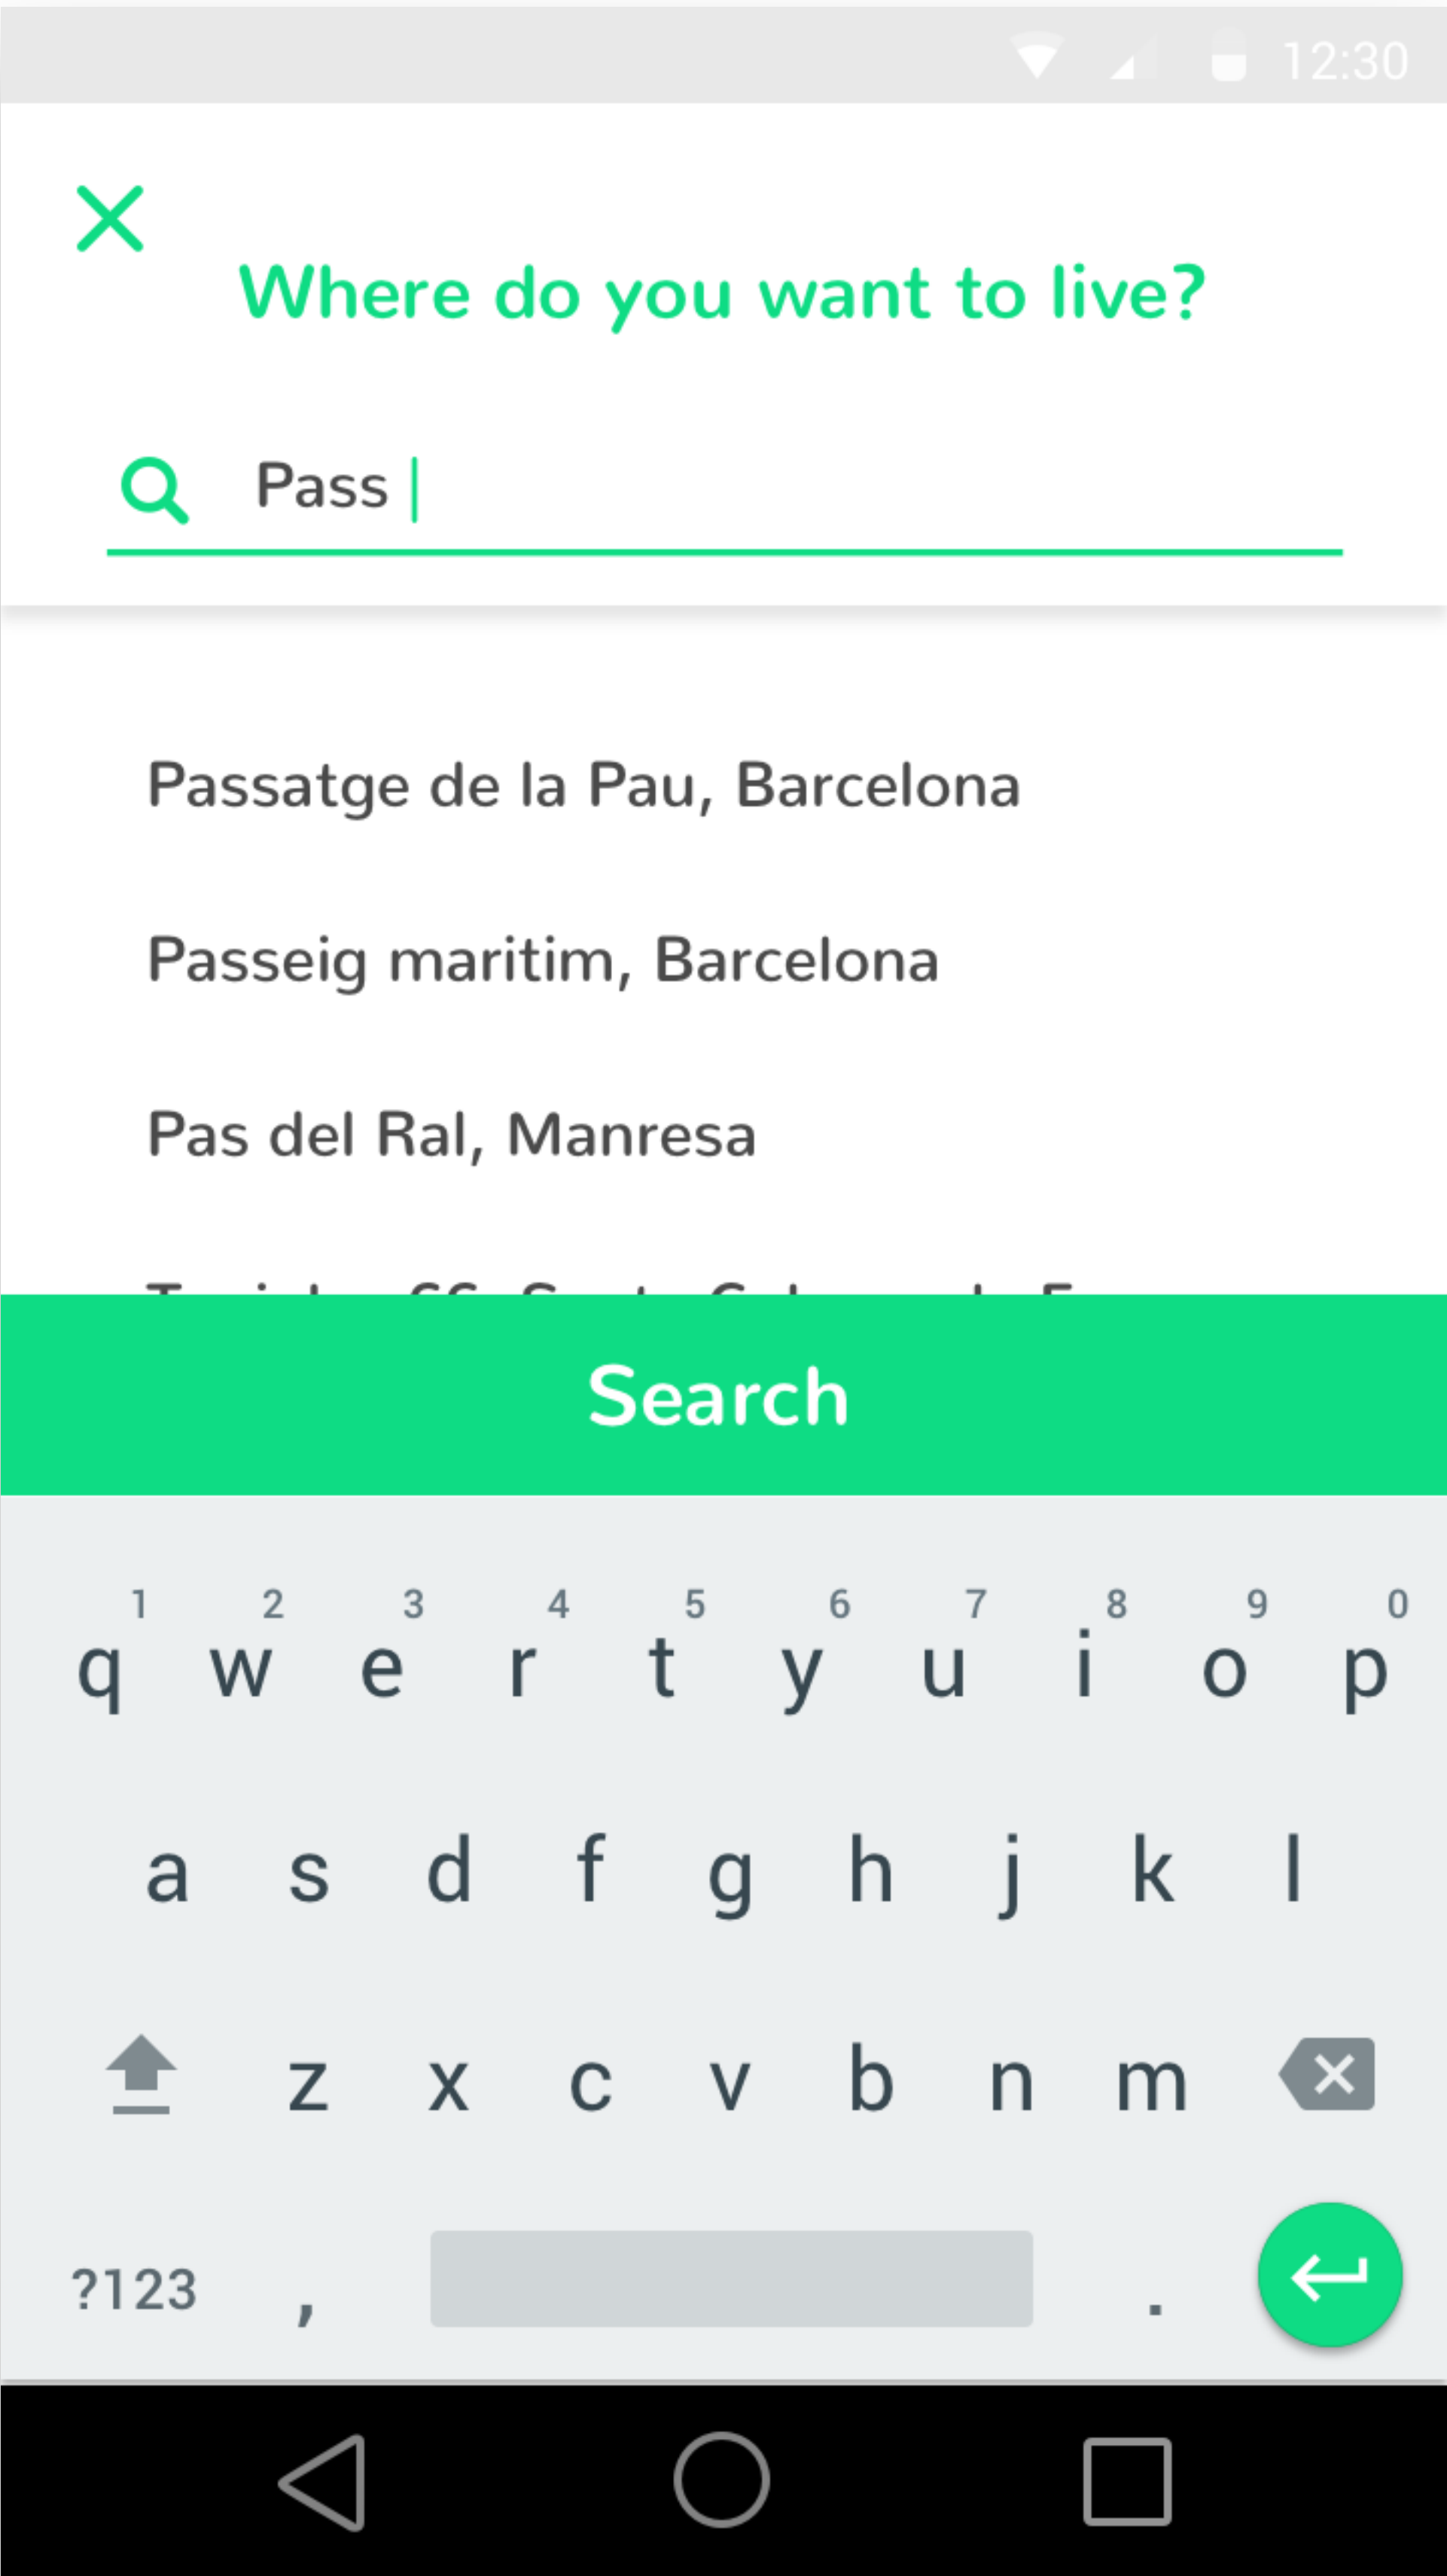 12:30
Where do you want to live?
Pass
Passatge de la Pau, Barcelona
Passeig maritim, Barcelona
Pas del Ral, Manresa
Search
1 2 3 4 5 6 7 8 9 0
q w e r t y u i o p
a s d f g h j k l
z x c v b n m
?123 , .